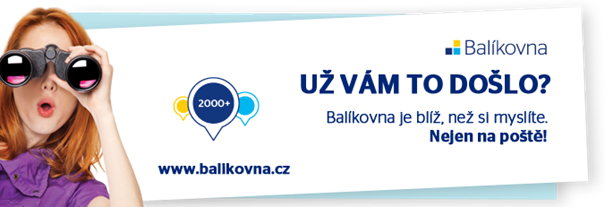 Balíkovna
UŽ VÁM TO DOŠLO?
2000+
Balíkovna je blíž, než si myslíte.
Nejen na poště!
www.balikovna.cz